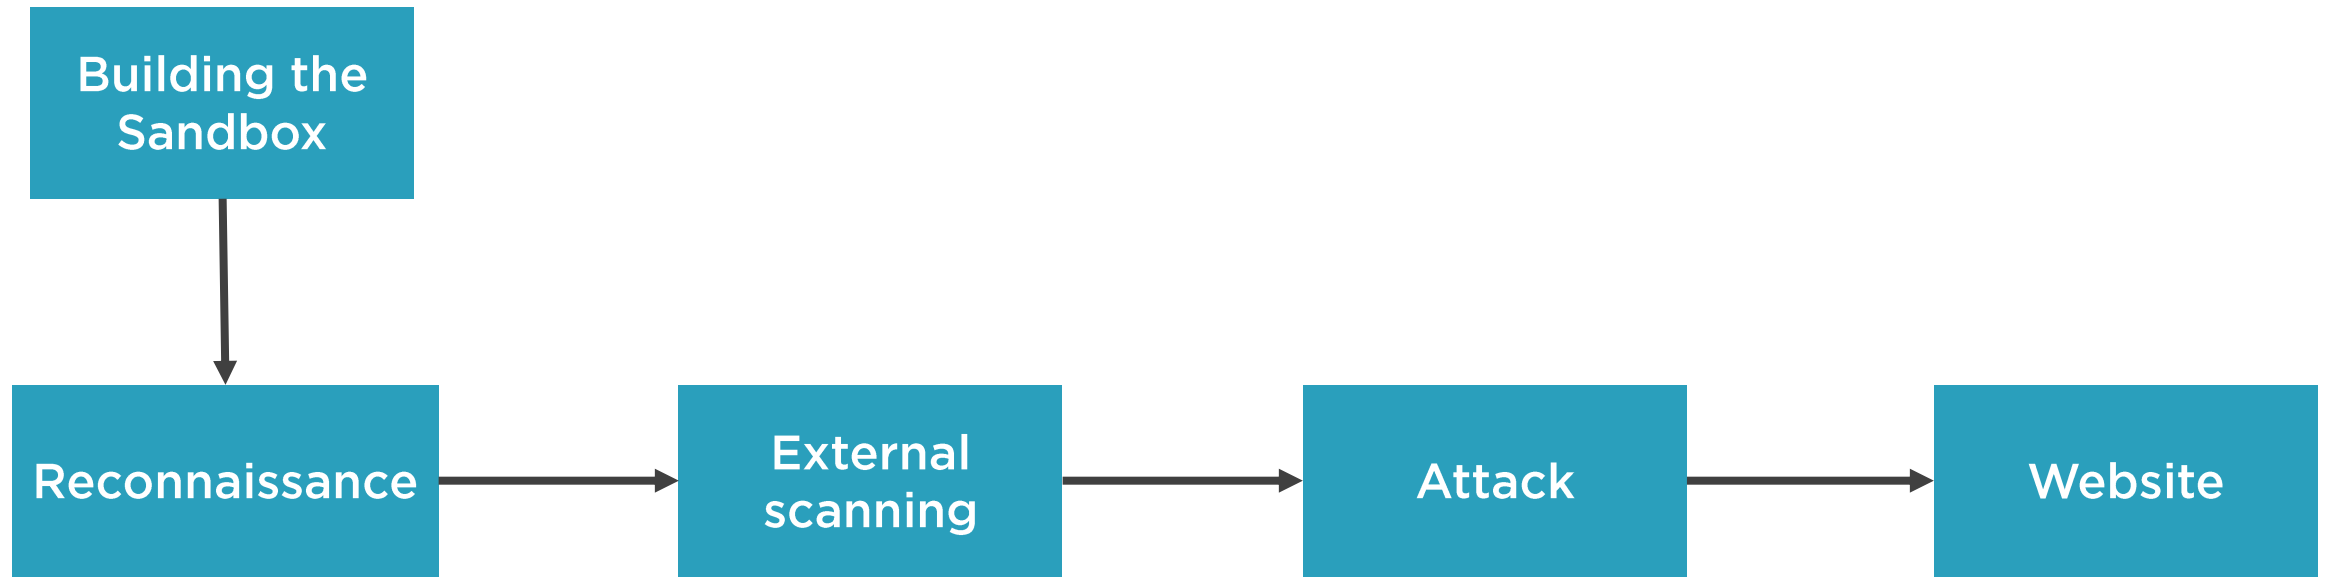 Building the
Sandbox
Reconnaissance
External
scanning
Attack
Website